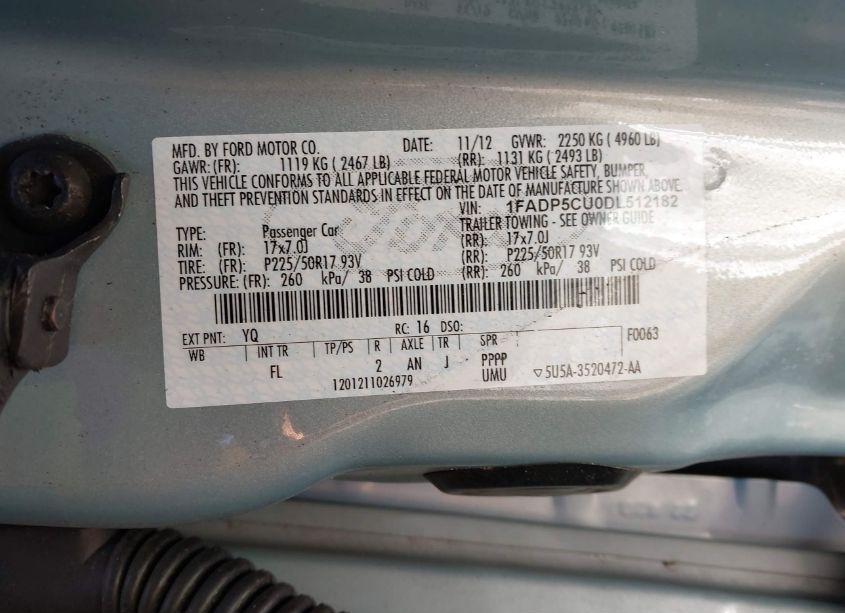 MFD. BY FORD MOTOR CO. DATE: 11/12 GVWR: 2250 KG ( 4960 LB)
GAWR: (FR): 1119 KG ( 2467 LB) (RR): 1131 KG ( 2493 LB)
THIS VEHICLE CONFORMS TO ALL APPLICABLE FEDERAL MOTOR VEHICLE SAFETY, BUMPER,
AND THEFT PREVENTION STANDARDS IN EFFECT ON THE DATE OF MANUFACTURE SHOWN ABOVE.
VIN: 1FADP5CU0DL512182
TYPE: Passenger Car TRAILER TOWING - SEE OWNER GUIDE
RIM: (FR): 17x7.0J (RR): 17x7.0J
TIRE: (FR): P225/50R17 93V (RR): P225/50R17 93V
PRESSURE: (FR): 260 kPa/ 38 PSI COLD (RR): 260 kPa/ 38 PSI COLD
EXT PNT: YQ RC: 16 DSO: F0063
WB INT TR TP/PS R AXLE TR SPR
FL 2 AN J PPPP
UMU ▽5U5A-3520472-AA
1201211026979